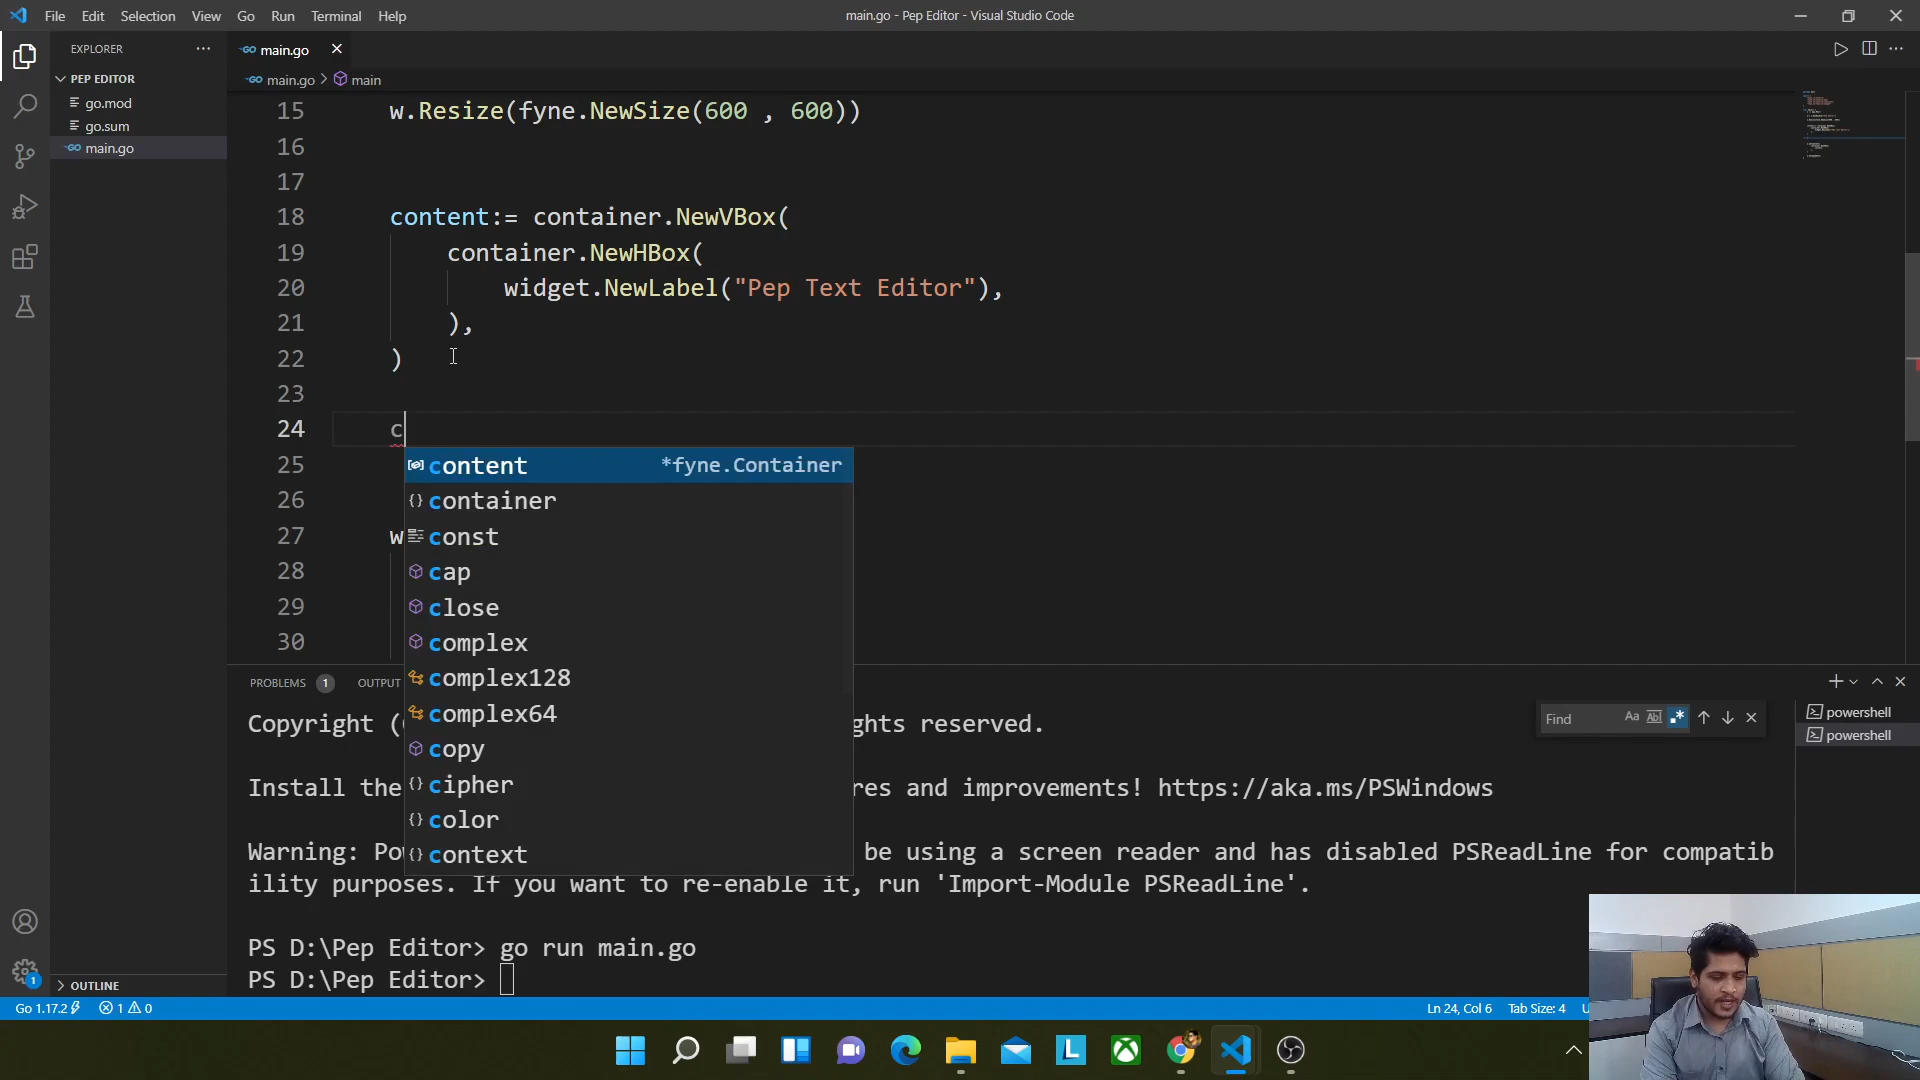 File Edit Selection View Go Run Terminal Help
main.go - Pep Editor - Visual Studio Code
EXPLORER
PEP EDITOR
go.mod
go.sum
main.go
OUTLINE
main.go
main.go > main
15 w.Resize(fyne.NewSize(600 , 600))
16
17
18 content:= container.NewVBox(
19 container.NewHBox(
20 widget.NewLabel("Pep Text Editor"),
21 ),
22 )
23
24 c
25
26
27 w
28
29
30
content *fyne.Container
container
const
cap
close
complex
complex128
complex64
copy
cipher
color
context
PROBLEMS 1 OUTPUT
Find Aa Abl .*
powershell
powershell
Copyright ( ghts reserved.
Install the res and improvements! https://aka.ms/PSWindows
Warning: Po be using a screen reader and has disabled PSReadLine for compatib
ility purposes. If you want to re-enable it, run 'Import-Module PSReadLine'.
PS D:\Pep Editor> go run main.go
PS D:\Pep Editor>
1
Go 1.17.2 1 0
Ln 24, Col 6 Tab Size: 4 U
L